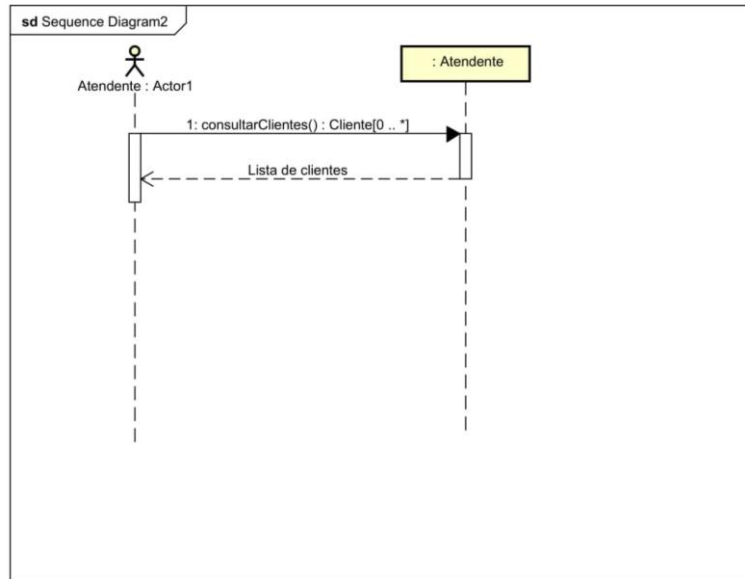 sd Sequence Diagram2
Atendente : Actor1
: Atendente
1: consultarClientes() : Cliente[0 .. *]
Lista de clientes